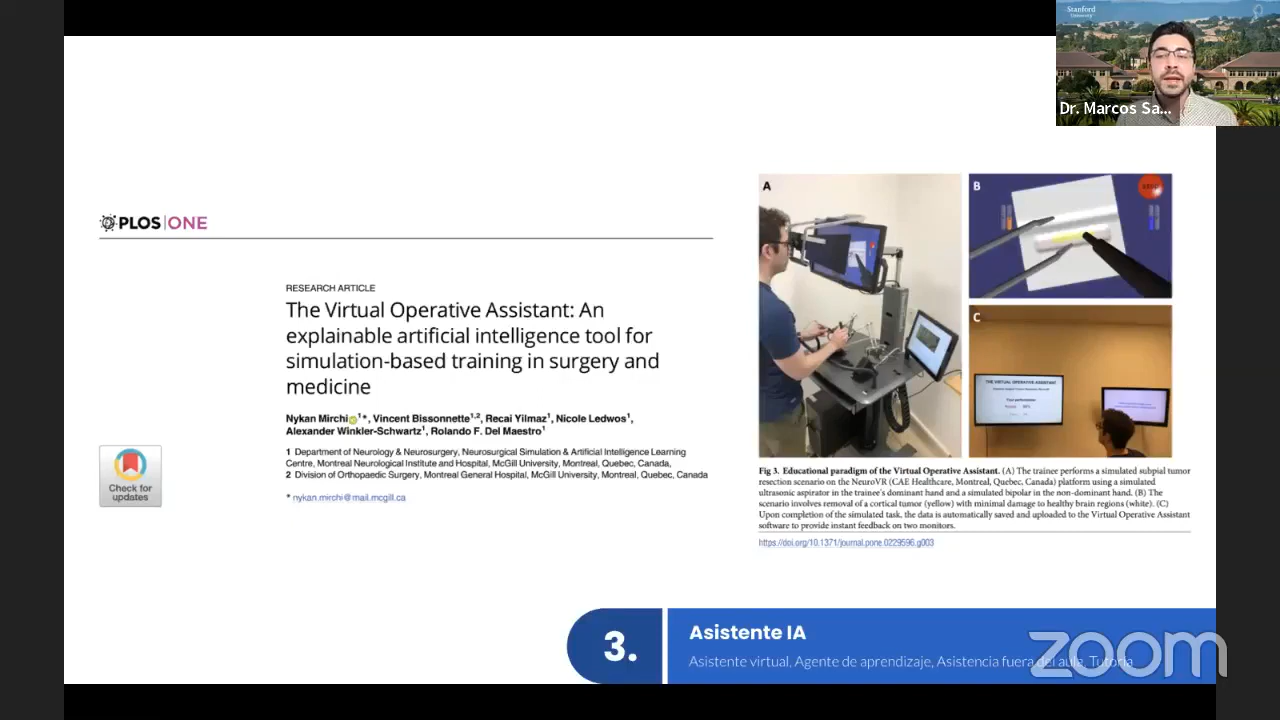 Stanford
University
Dr. Marcos Sa...
PLOS ONE
RESEARCH ARTICLE
The Virtual Operative Assistant: An
explainable artificial intelligence tool for
simulation-based training in surgery and
medicine
Nykan Mirchi1*, Vincent Bissonnette1,2, Recai Yilmaz1, Nicole Ledwos1,
Alexander Winkler-Schwartz1, Rolando F. Del Maestro1
1 Department of Neurology & Neurosurgery, Neurosurgical Simulation & Artificial Intelligence Learning
Centre, Montreal Neurological Institute and Hospital, McGill University, Montreal, Quebec, Canada,
2 Division of Orthopaedic Surgery, Montreal General Hospital, McGill University, Montreal, Quebec, Canada
* nykan.mirchi@mail.mcgill.ca
Check for
updates
A
B
STOP
C
THE VIRTUAL OPERATIVE ASSISTANT
Fig 3. Educational paradigm of the Virtual Operative Assistant. (A) The trainee performs a simulated subpial tumor
resection scenario on the NeuroVR (CAE Healthcare, Montreal, Quebec, Canada) platform using a simulated
ultrasonic aspirator in the trainee's dominant hand and a simulated bipolar in the non-dominant hand. (B) The
scenario involves removal of a cortical tumor (yellow) with minimal damage to healthy brain regions (white). (C)
Upon completion of the simulated task, the data is automatically saved and uploaded to the Virtual Operative Assistant
software to provide instant feedback on two monitors.
https://doi.org/10.1371/journal.pone.0229596.g003
3.
Asistente IA
Asistente virtual, Agente de aprendizaje, Asistencia fuera del aula, Tutoría
zoom